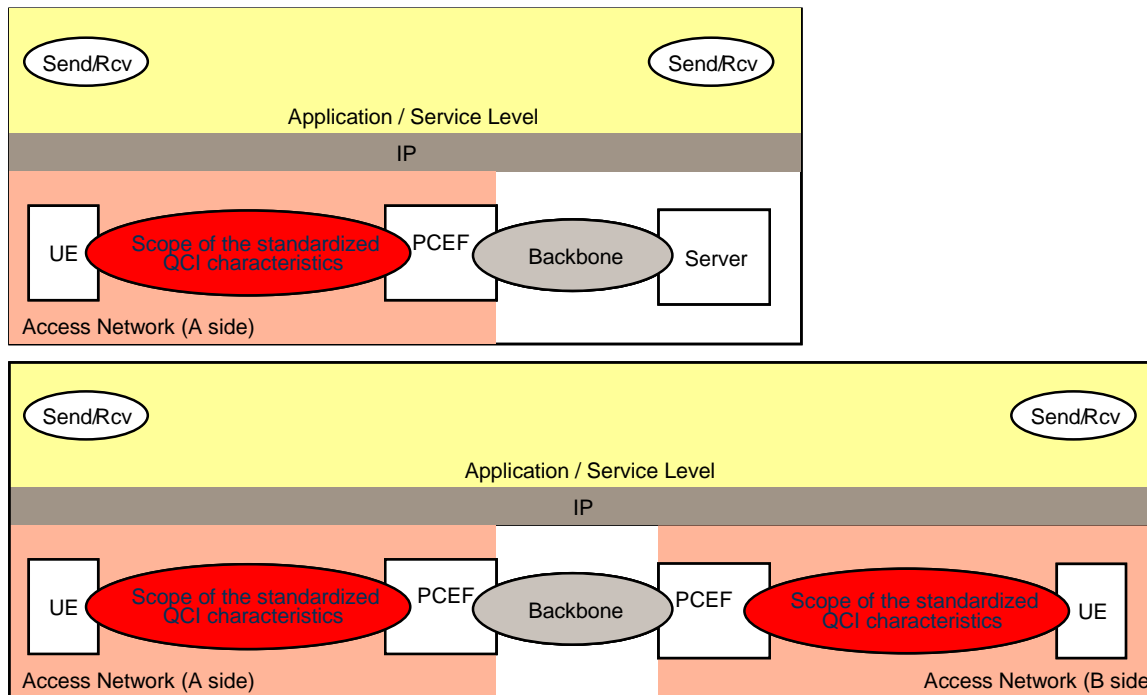 Send/Rcv
Send/Rcv
Application / Service Level
IP
UE
Scope of the standardized
QCI characteristics
PCEF
Backbone
Server
Access Network (A side)
Send/Rcv
Send/Rcv
Application / Service Level
IP
UE
Scope of the standardized
QCI characteristics
PCEF
Backbone
PCEF
Scope of the standardized
QCI characteristics
UE
Access Network (A side)
Access Network (B side